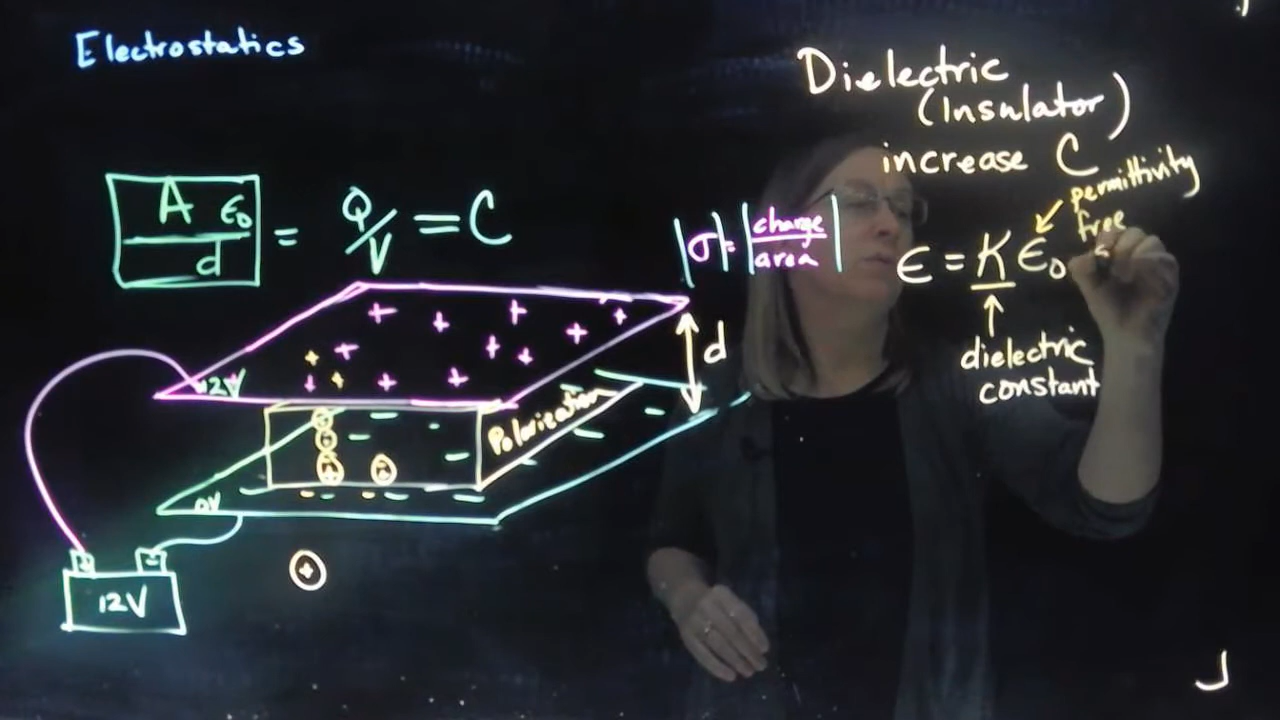 Electrostatics
Dielectric
(Insulator)
increase C
A ϵ₀
d
= Q/V = C
|σ| = |charge
area|
ϵ = K ϵ₀
permittivity
free
dielectric
constant
d
+ + + + + + + + + + + + + +
12V
Polarization
- - - - - - - - - - - -
0V
+ -
12V
+